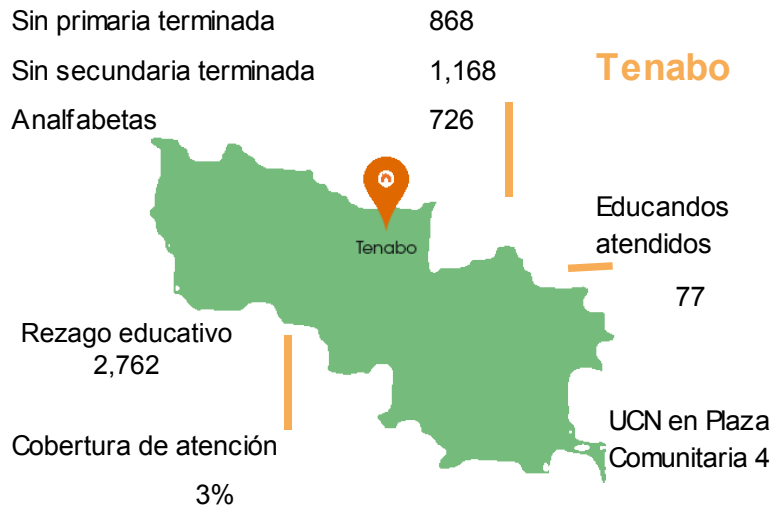 Sin primaria terminada 868
Sin secundaria terminada 1,168
Analfabetas 726
Tenabo
Tenabo
Educandos
atendidos
77
Rezago educativo
2,762
Cobertura de atención
3%
UCN en Plaza
Comunitaria 4